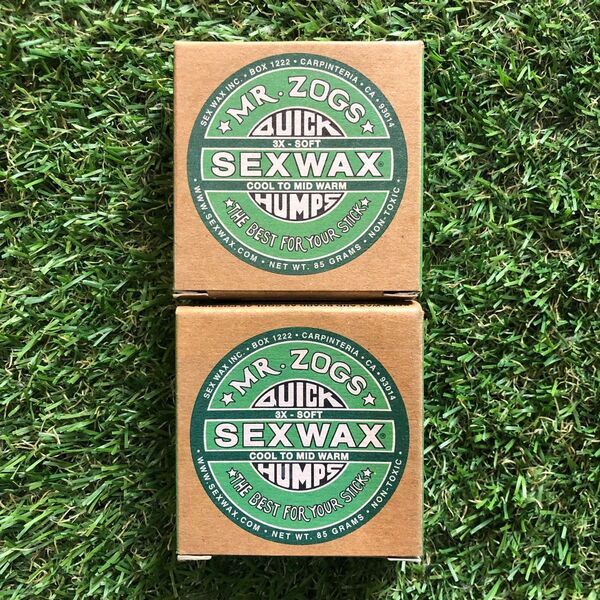 SEX WAX INC. • BOX 1222 • CARPINTERIA • CA • 93014
MR. ZOGS
QUICK
3X - SOFT
SEXWAX®
COOL TO MID WARM
HUMPS
THE BEST FOR YOUR STICK
• WWW.SEXWAX.COM • NET WT. 85 GRAMS • NON-TOXIC •
SEX WAX INC. • BOX 1222 • CARPINTERIA • CA • 93014
MR. ZOGS
QUICK
3X - SOFT
SEXWAX®
COOL TO MID WARM
HUMPS
THE BEST FOR YOUR STICK
• WWW.SEXWAX.COM • NET WT. 85 GRAMS • NON-TOXIC •